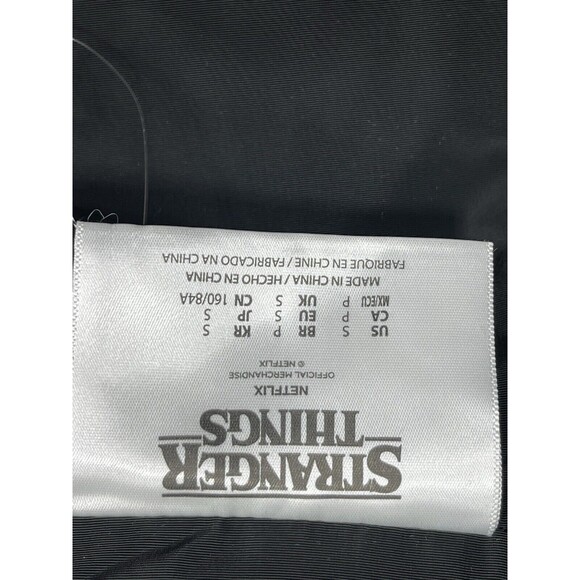 STRANGER
THINGS
NETFLIX
OFFICIAL MERCHANDISE
© NETFLIX
US S BR P KR S
CA P EU S JP S
MX/ECU P UK S CN 160/84A
MADE IN CHINA / HECHO EN CHINA
FABRIQUE EN CHINE / FABRICADO NA CHINA